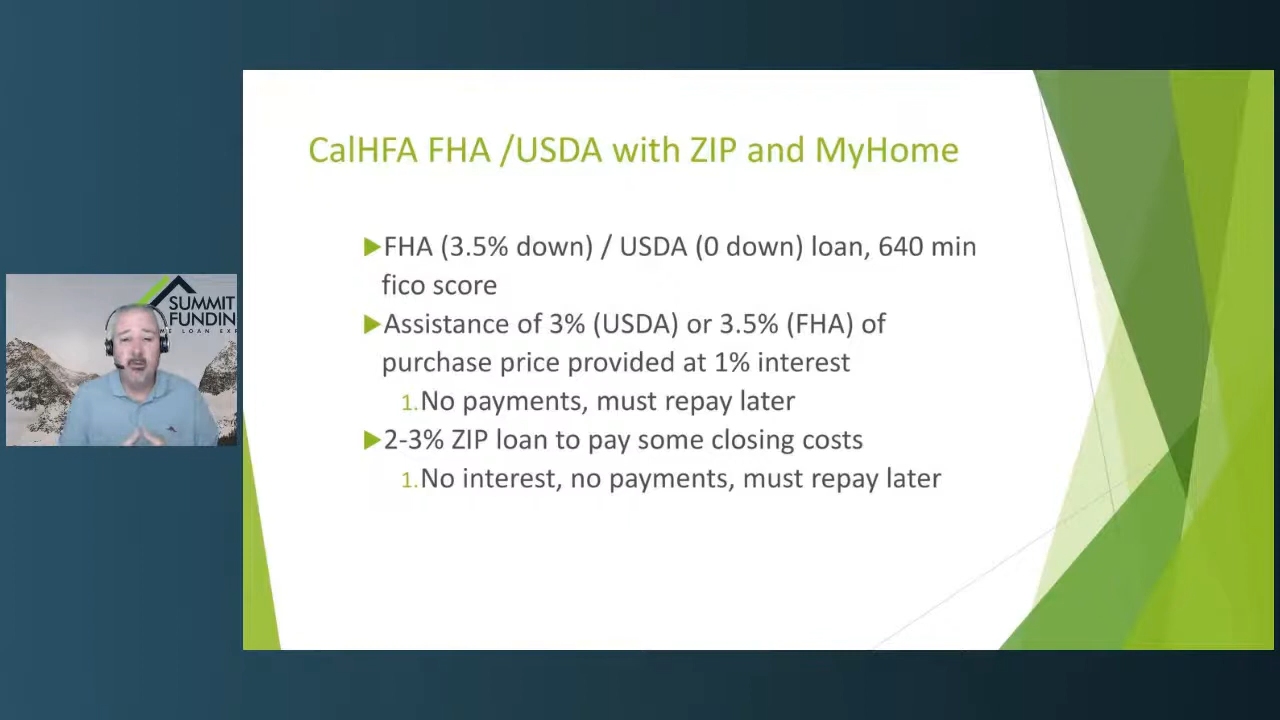 CalHFA FHA /USDA with ZIP and MyHome
FHA (3.5% down) / USDA (0 down) loan, 640 min
fico score
Assistance of 3% (USDA) or 3.5% (FHA) of
purchase price provided at 1% interest
1. No payments, must repay later
2-3% ZIP loan to pay some closing costs
1. No interest, no payments, must repay later
SUMMIT
FUNDIN
ME LOAN EXP